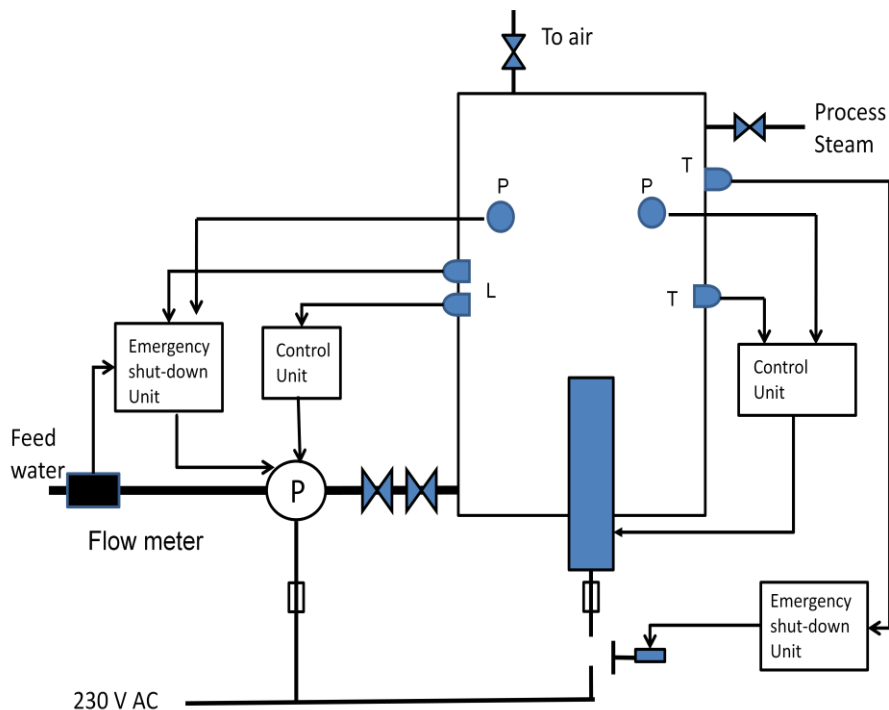 To air
Process
Steam
T
P
P
L
T
Emergency
shut-down
Unit
Control
Unit
Control
Unit
Feed
water
P
Flow meter
Emergency
shut-down
Unit
230 V AC